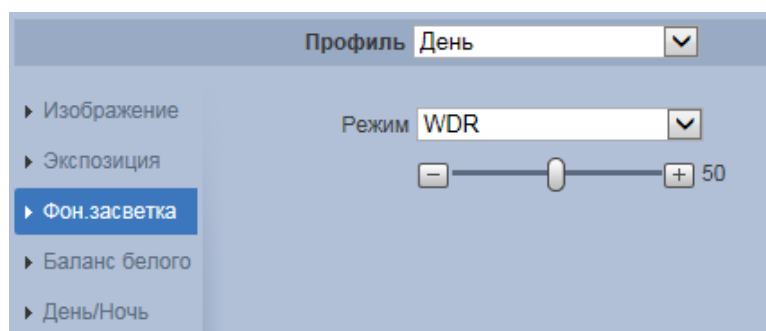 Профиль День
Изображение
Режим WDR
Экспозиция
50
Фон.засветка
Баланс белого
День/Ночь